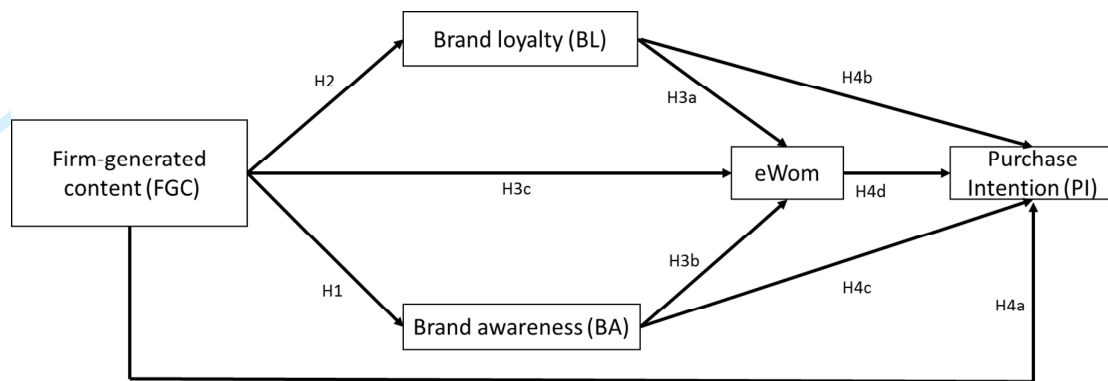 Brand loyalty (BL)
H2
H4b
H3a
Firm-generated
content (FGC)
eWom
Purchase
Intention (PI)
H3c
H4d
H3b
H1
H4c
H4a
Brand awareness (BA)